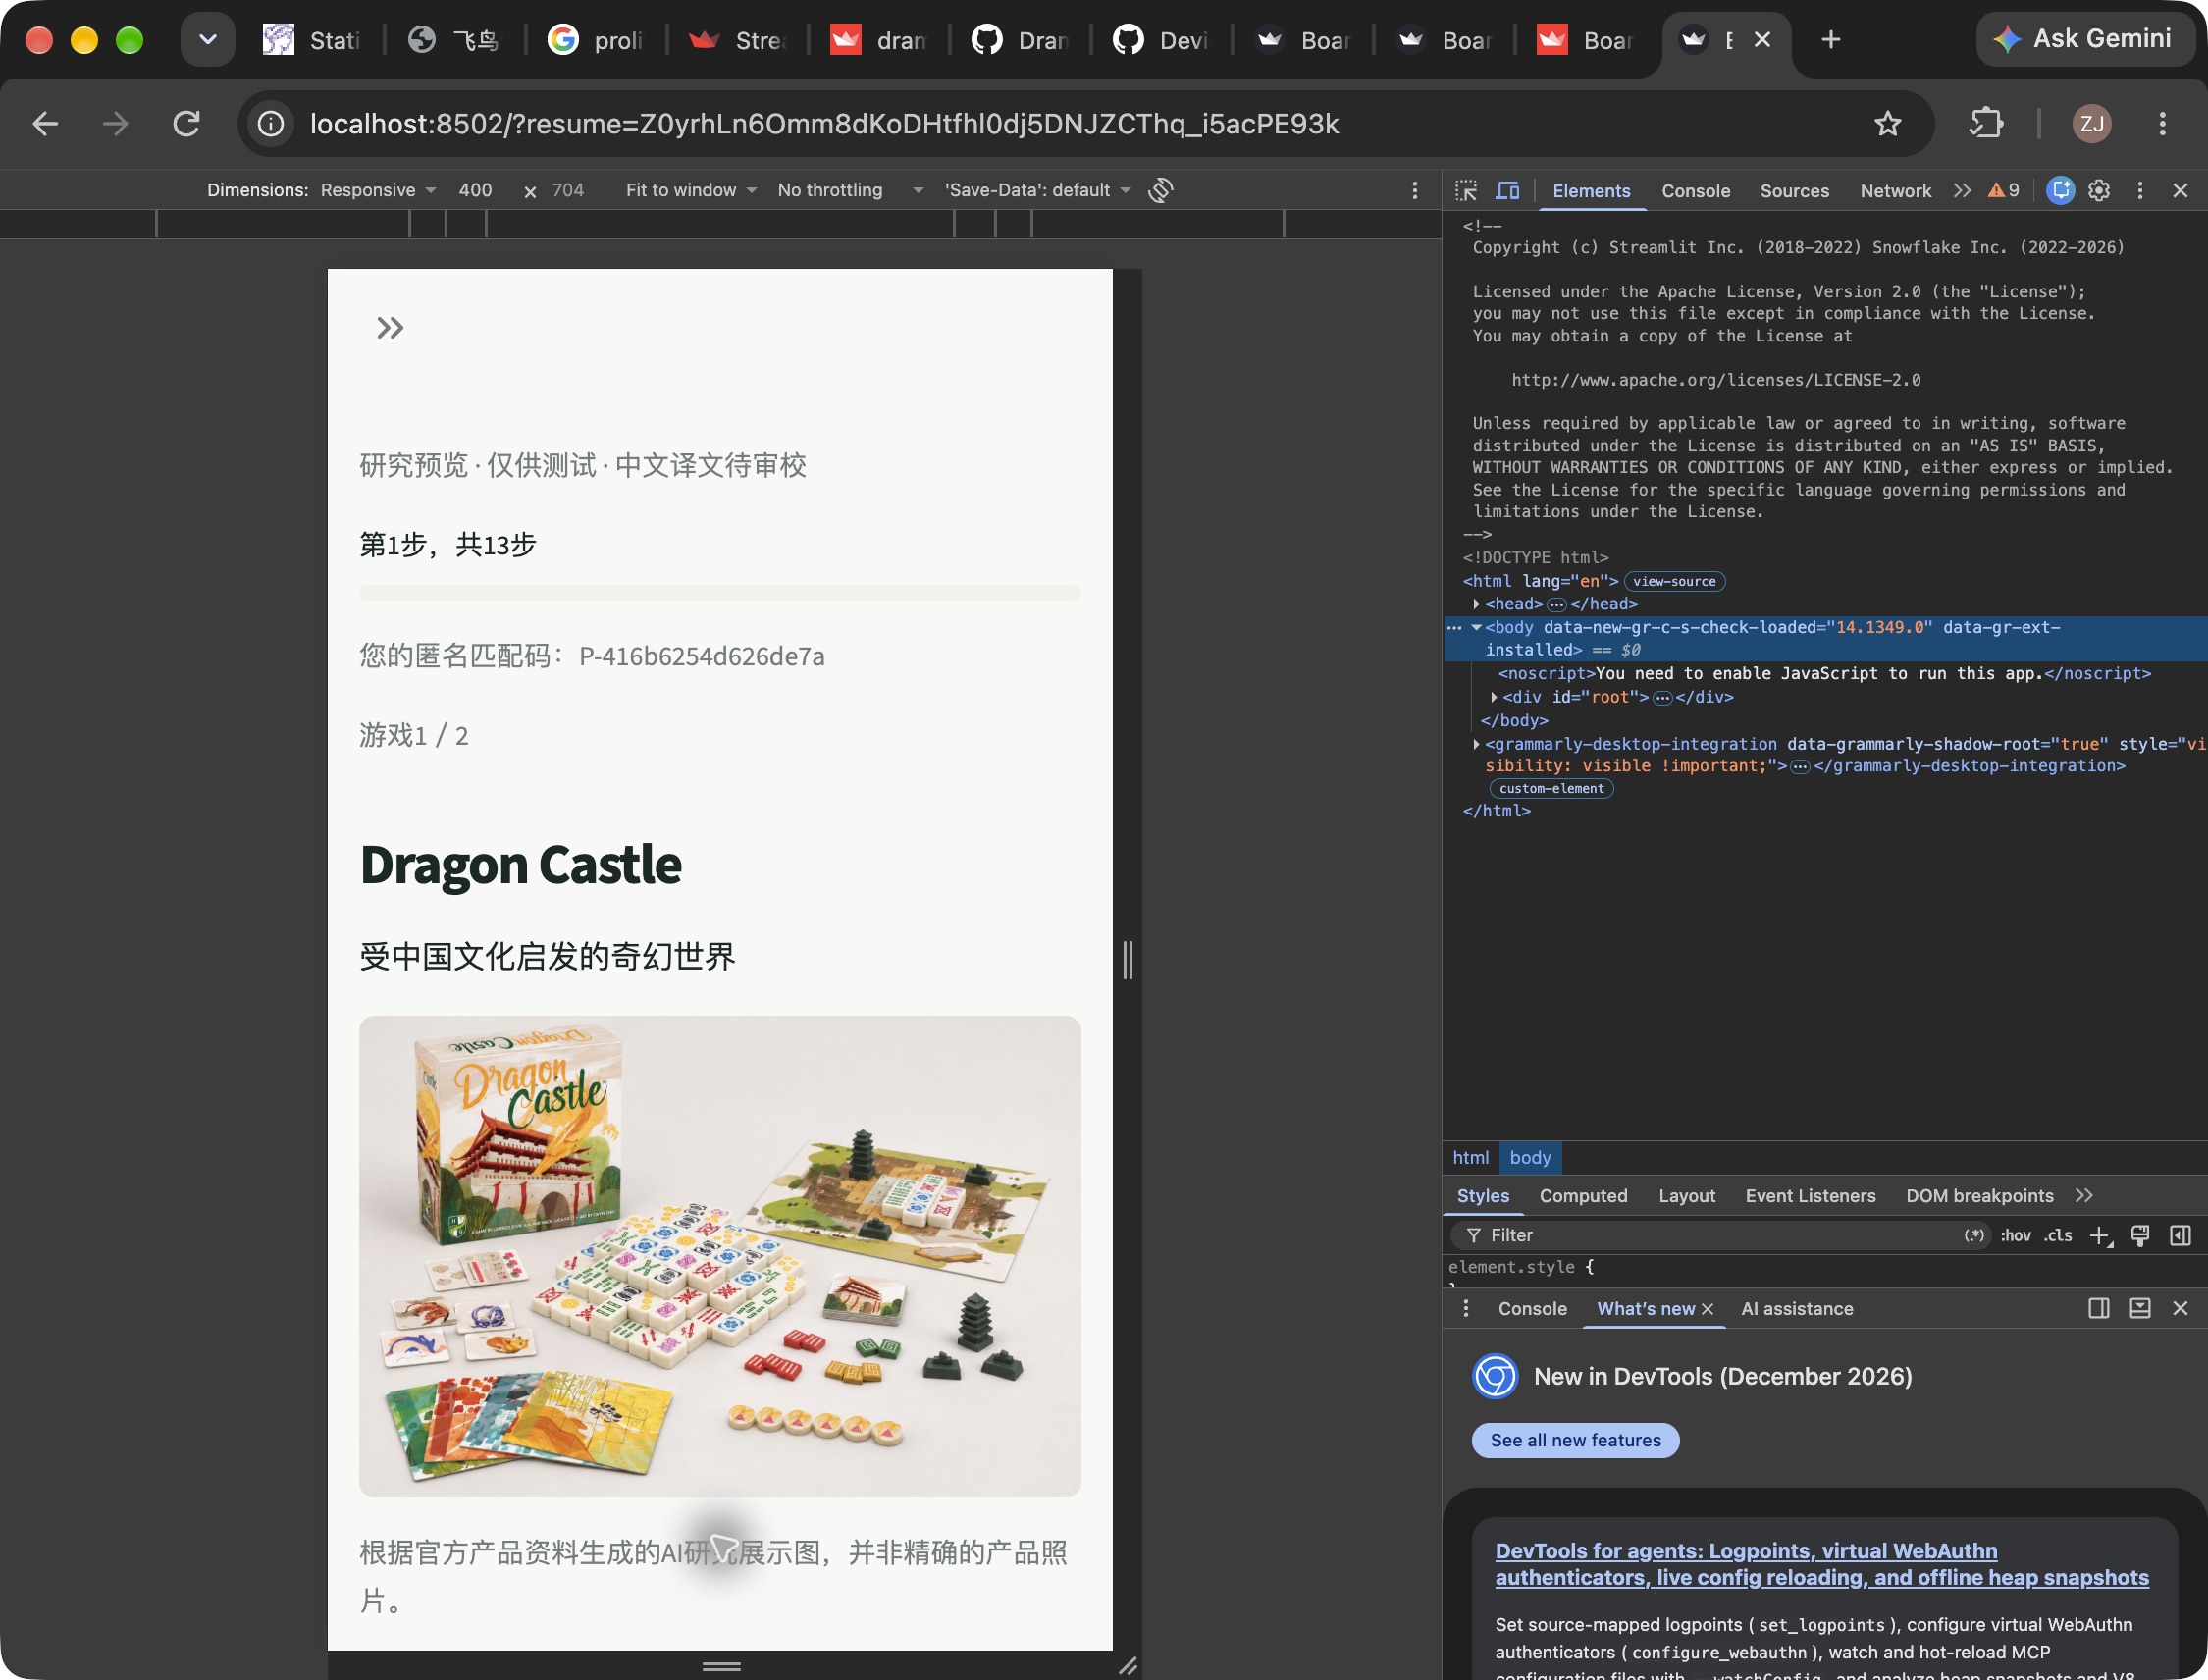 Stati
飞鸟
proli
Strea
dram
Dram
Devi
Boar
Boar
Boar
Ask Gemini
localhost:8502/?resume=Z0yrhLn6Omm8dKoDHtfhl0dj5DNJZCThq_i5acPE93k
ZJ
Dimensions: Responsive 400 × 704 Fit to window No throttling 'Save-Data': default
研究预览 · 仅供测试 · 中文译文待审校
第1步，共13步
您的匿名匹配码：P-416b6254d626de7a
游戏1 / 2
Dragon Castle
受中国文化启发的奇幻世界
Dragon
Castle
根据官方产品资料生成的AI研究展示图，并非精确的产品照
片。
Elements Console Sources Network 9
<!--
Copyright (c) Streamlit Inc. (2018-2022) Snowflake Inc. (2022-2026)
Licensed under the Apache License, Version 2.0 (the "License");
you may not use this file except in compliance with the License.
You may obtain a copy of the License at
http://www.apache.org/licenses/LICENSE-2.0
Unless required by applicable law or agreed to in writing, software
distributed under the License is distributed on an "AS IS" BASIS,
WITHOUT WARRANTIES OR CONDITIONS OF ANY KIND, either express or implied.
See the License for the specific language governing permissions and
limitations under the License.
-->
<!DOCTYPE html>
<html lang="en"> view-source
<head> … </head>
<body data-new-gr-c-s-check-loaded="14.1349.0" data-gr-ext-
installed> == $0
<noscript>You need to enable JavaScript to run this app.</noscript>
<div id="root"> … </div>
</body>
<grammarly-desktop-integration data-grammarly-shadow-root="true" style="vi
sibility: visible !important;"> … </grammarly-desktop-integration>
custom-element
</html>
html body
Styles Computed Layout Event Listeners DOM breakpoints
Filter (.*) :hov .cls
element.style {
Console What's new AI assistance
New in DevTools (December 2026)
See all new features
DevTools for agents: Logpoints, virtual WebAuthn
authenticators, live config reloading, and offline heap snapshots
Set source-mapped logpoints ( set_logpoints ), configure virtual WebAuthn
authenticators ( configure_webauthn ), watch and hot-reload MCP
configuration files with --watchConfig, and analyze heap snapshots and V8